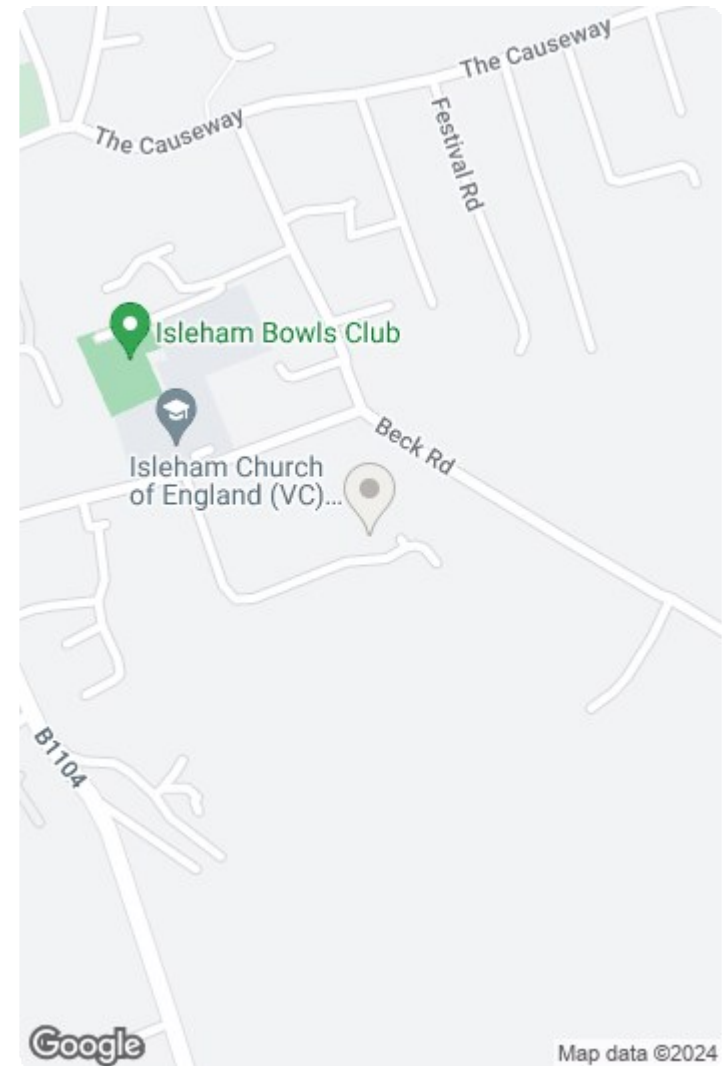 The Causeway
The Causeway
Festival Rd
Isleham Bowls Club
Beck Rd
Isleham Church
of England (VC)...
B1104
Google
Map data ©2024